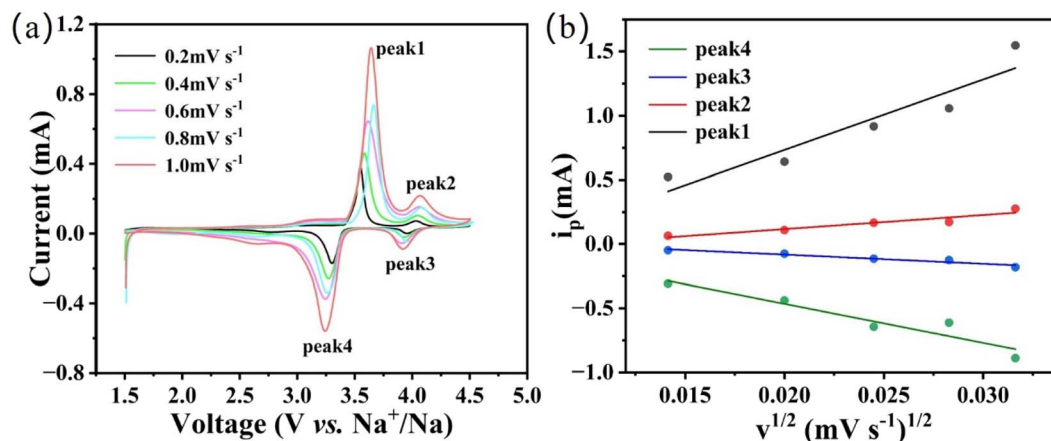 (a)
0.2mV s⁻¹
0.4mV s⁻¹
0.6mV s⁻¹
0.8mV s⁻¹
1.0mV s⁻¹
peak1
peak2
peak3
peak4
Current (mA)
1.2
0.8
0.4
0.0
−0.4
−0.8
1.5 2.0 2.5 3.0 3.5 4.0 4.5 5.0
Voltage (V vs. Na⁺/Na)
(b)
peak4
peak3
peak2
peak1
iₚ(mA)
1.5
1.0
0.5
0.0
−0.5
−1.0
0.015 0.020 0.025 0.030
v¹/² (mV s⁻¹)¹/²